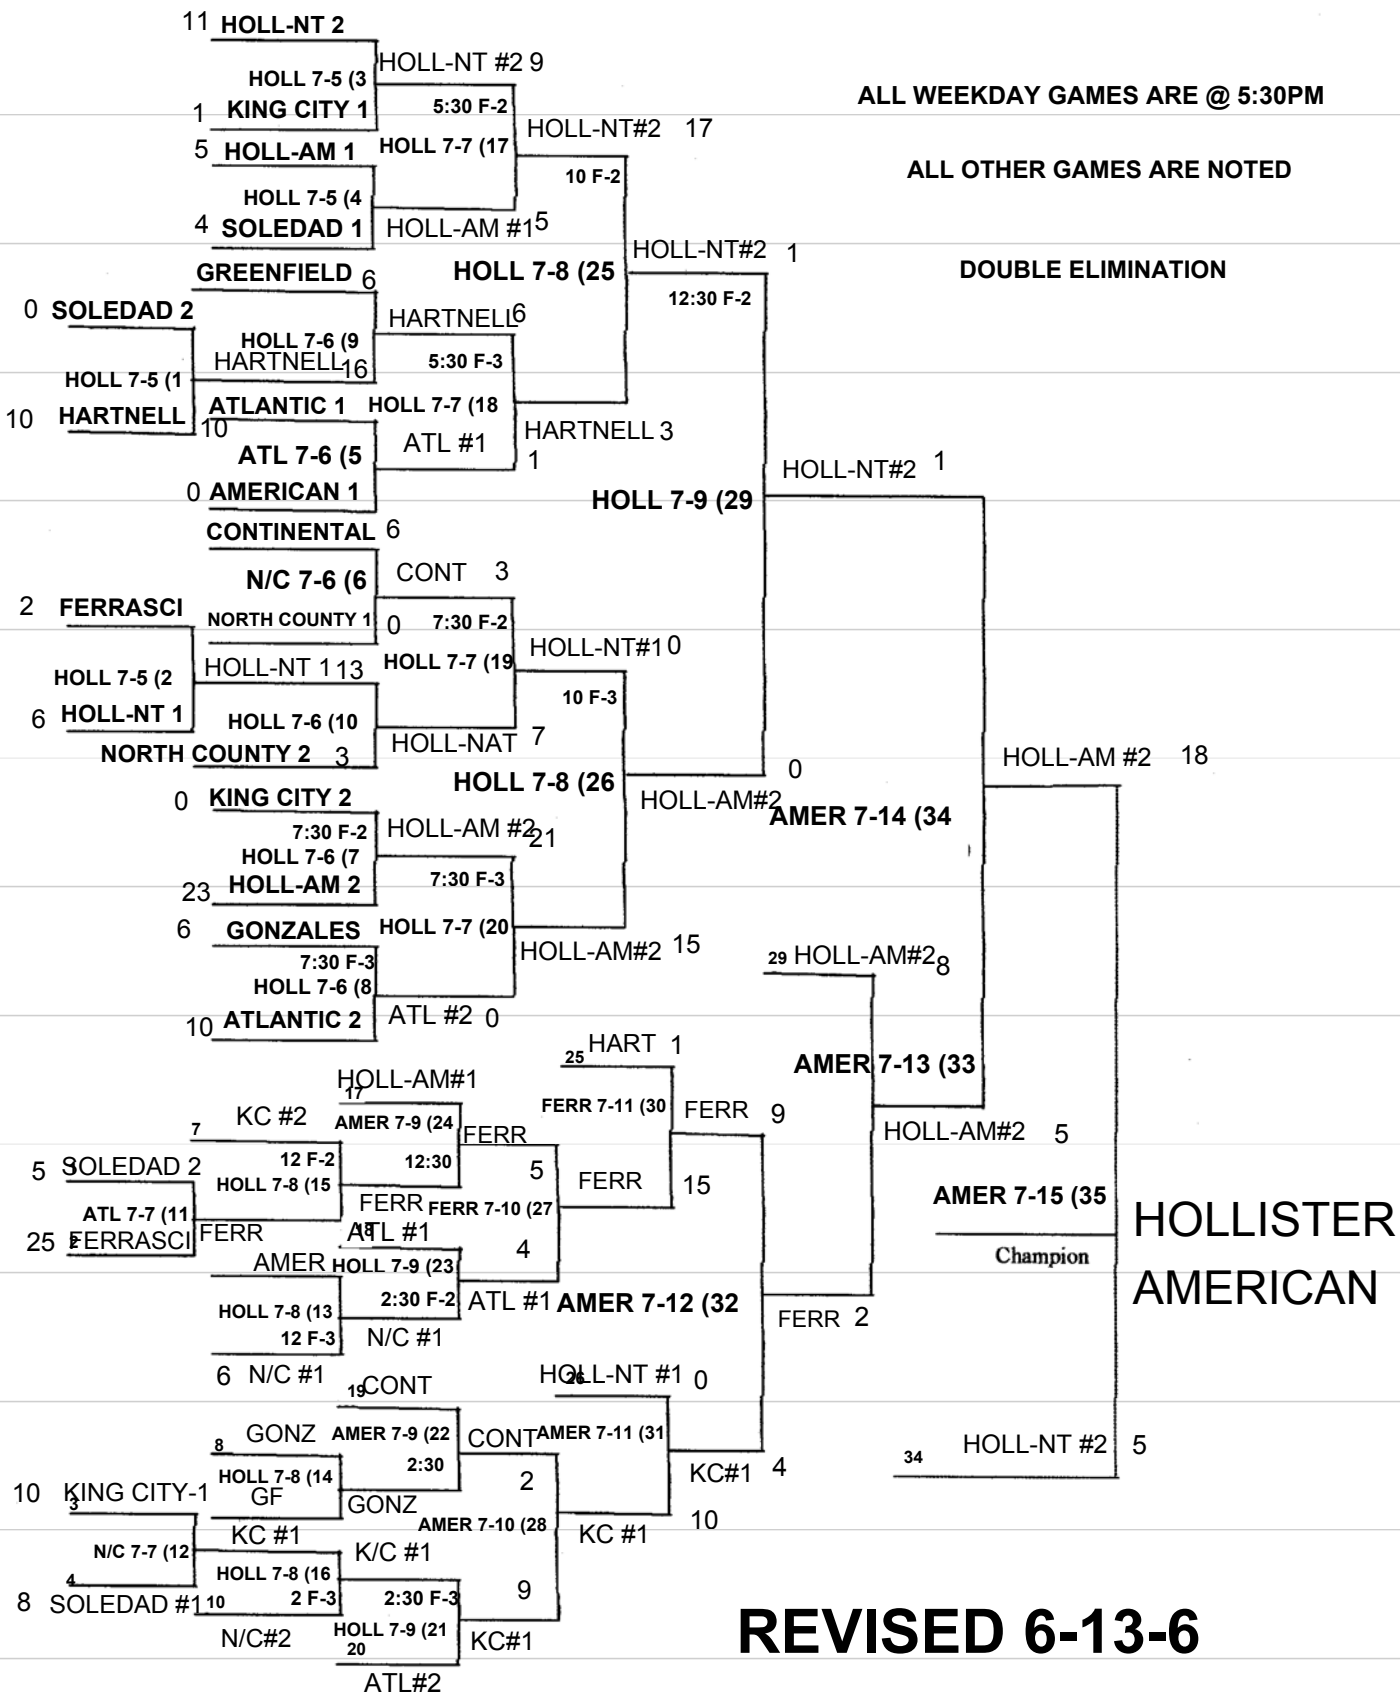 11 HOLL-NT 2
HOLL-NT #2 9
HOLL 7-5 (3
1 KING CITY 1
5:30 F-2
ALL WEEKDAY GAMES ARE @ 5:30PM
HOLL-NT#2 17
5 HOLL-AM 1
HOLL 7-7 (17
10 F-2
ALL OTHER GAMES ARE NOTED
HOLL 7-5 (4
4 SOLEDAD 1
HOLL-AM #1 5
HOLL-NT#2 1
GREENFIELD 6
HOLL 7-8 (25
DOUBLE ELIMINATION
12:30 F-2
0 SOLEDAD 2
HARTNELL 6
HOLL 7-6 (9
HARTNELL 16
5:30 F-3
HOLL 7-5 (1
10 HARTNELL
ATLANTIC 1
10
HOLL 7-7 (18
HARTNELL 3
ATL #1
1
ATL 7-6 (5
HOLL-NT#2 1
0 AMERICAN 1
HOLL 7-9 (29
CONTINENTAL 6
N/C 7-6 (6
CONT 3
2 FERRASCI
NORTH COUNTY 1 0
7:30 F-2
HOLL-NT#1 0
HOLL-NT 1 13
HOLL 7-7 (19
HOLL 7-5 (2
10 F-3
6 HOLL-NT 1
HOLL 7-6 (10
HOLL-NAT 7
NORTH COUNTY 2 3
HOLL-AM #2 18
0
HOLL 7-8 (26
0 KING CITY 2
HOLL-AM#2
AMER 7-14 (34
7:30 F-2
HOLL-AM #2 21
HOLL 7-6 (7
7:30 F-3
23 HOLL-AM 2
6 GONZALES
HOLL 7-7 (20
HOLL-AM#2 15
29 HOLL-AM#2 8
7:30 F-3
HOLL 7-6 (8
10 ATLANTIC 2
ATL #2 0
25 HART 1
AMER 7-13 (33
HOLL-AM#1
17
FERR 7-11 (30
FERR 9
7 KC #2
AMER 7-9 (24
FERR
HOLL-AM#2 5
12 F-2
12:30
5
5 SOLEDAD 2
1
HOLL 7-8 (15
FERR 15
FERR
ATL 7-7 (11
FERR 7-10 (27
AMER 7-15 (35
HOLLISTER
25 FERRASCI
2
FERR
ATL #1
18
4
Champion
AMER
HOLL 7-9 (23
2:30 F-2
ATL #1
AMER 7-12 (32
AMERICAN
HOLL 7-8 (13
FERR 2
12 F-3
N/C #1
6 N/C #1
HOLL-NT #1 0
26
19 CONT
8 GONZ
AMER 7-9 (22
CONT
AMER 7-11 (31
HOLL-NT #2 5
34
2:30
HOLL 7-8 (14
2
KC#1 4
10 KING CITY-1
3
GF
GONZ
10
KC #1
AMER 7-10 (28
KC #1
N/C 7-7 (12
K/C #1
4
HOLL 7-8 (16
9
8 SOLEDAD #1
10
2 F-3
2:30 F-3
N/C#2
HOLL 7-9 (21
KC#1
20
ATL#2
REVISED 6-13-6